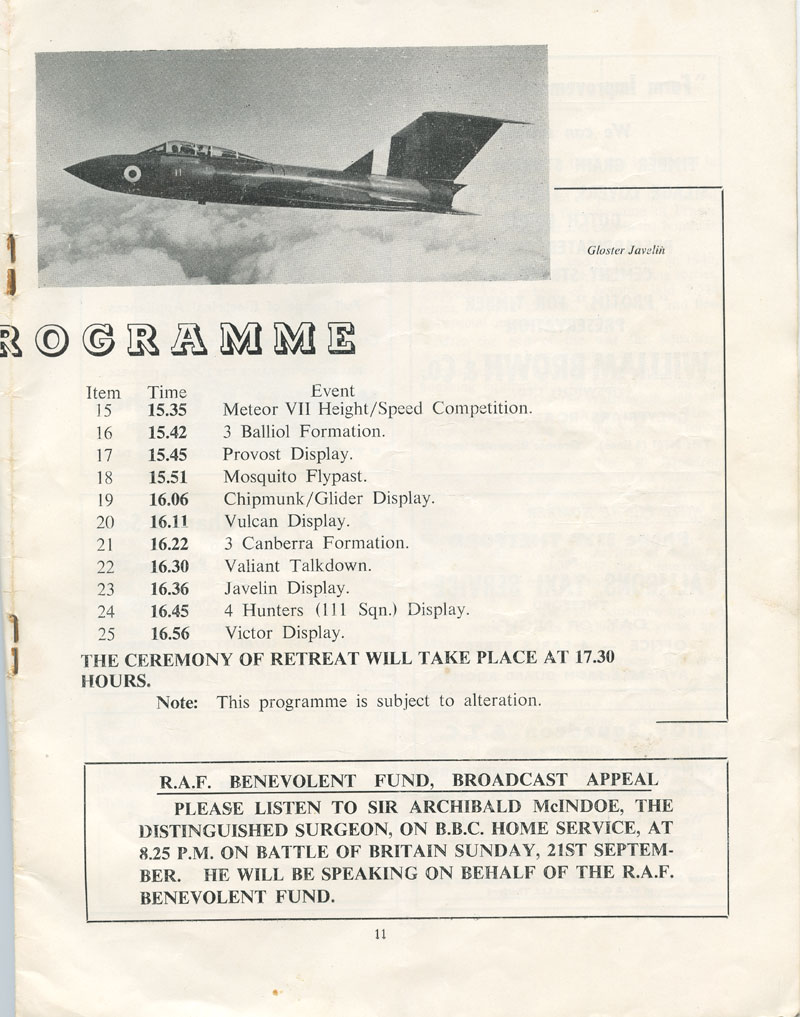 Gloster Javelin
ROGRAMME
Item Time Event
15 15.35 Meteor VII Height/Speed Competition.
16 15.42 3 Balliol Formation.
17 15.45 Provost Display.
18 15.51 Mosquito Flypast.
19 16.06 Chipmunk/Glider Display.
20 16.11 Vulcan Display.
21 16.22 3 Canberra Formation.
22 16.30 Valiant Talkdown.
23 16.36 Javelin Display.
24 16.45 4 Hunters (111 Sqn.) Display.
25 16.56 Victor Display.
THE CEREMONY OF RETREAT WILL TAKE PLACE AT 17.30
HOURS.
Note: This programme is subject to alteration.
R.A.F. BENEVOLENT FUND, BROADCAST APPEAL
PLEASE LISTEN TO SIR ARCHIBALD McINDOE, THE
DISTINGUISHED SURGEON, ON B.B.C. HOME SERVICE, AT
8.25 P.M. ON BATTLE OF BRITAIN SUNDAY, 21ST SEPTEM-
BER. HE WILL BE SPEAKING ON BEHALF OF THE R.A.F.
BENEVOLENT FUND.
11